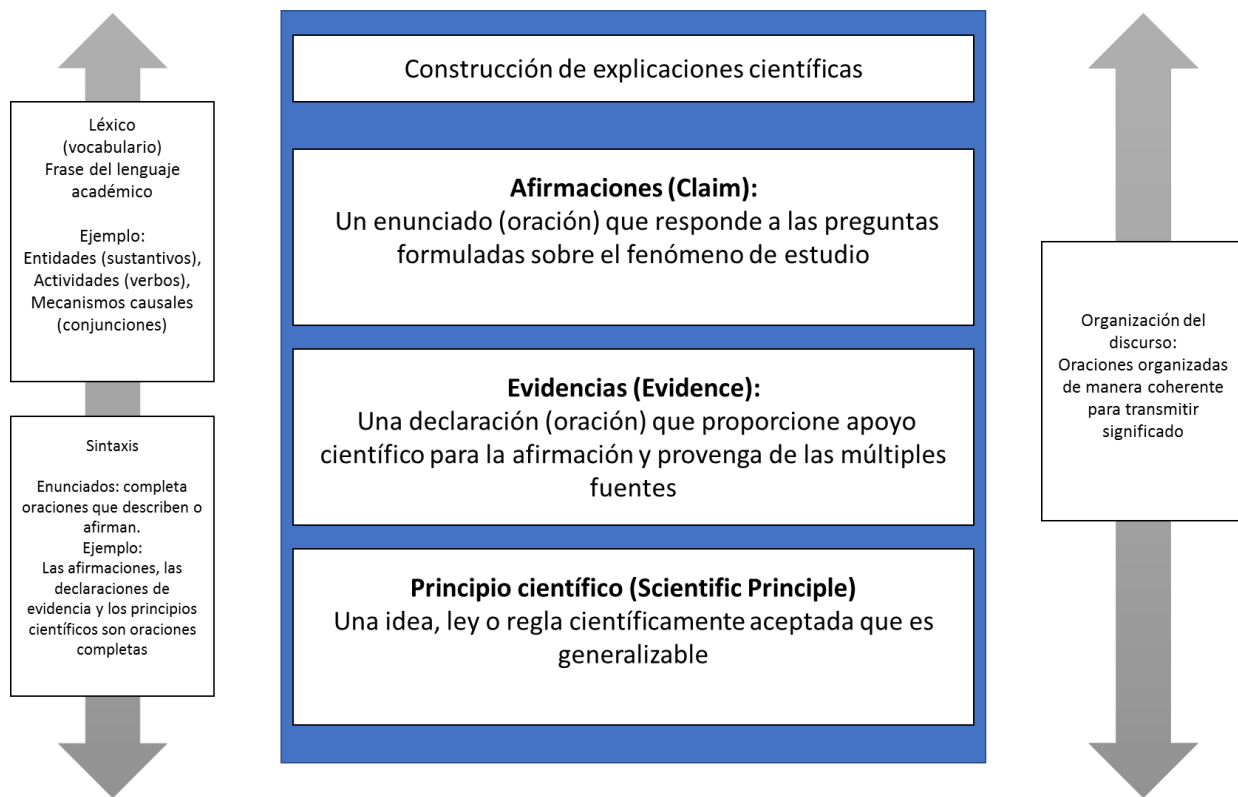 Léxico
(vocabulario)
Frase del lenguaje
académico
Ejemplo:
Entidades (sustantivos),
Actividades (verbos),
Mecanismos causales
(conjunciones)
Sintaxis
Enunciados: completa
oraciones que describen o
afirman.
Ejemplo:
Las afirmaciones, las
declaraciones de
evidencia y los principios
científicos son oraciones
completas
Construcción de explicaciones científicas
Afirmaciones (Claim):
Un enunciado (oración) que responde a las preguntas
formuladas sobre el fenómeno de estudio
Evidencias (Evidence):
Una declaración (oración) que proporcione apoyo
científico para la afirmación y provenga de las múltiples
fuentes
Principio científico (Scientific Principle)
Una idea, ley o regla científicamente aceptada que es
generalizable
Organización del
discurso:
Oraciones organizadas
de manera coherente
para transmitir
significado